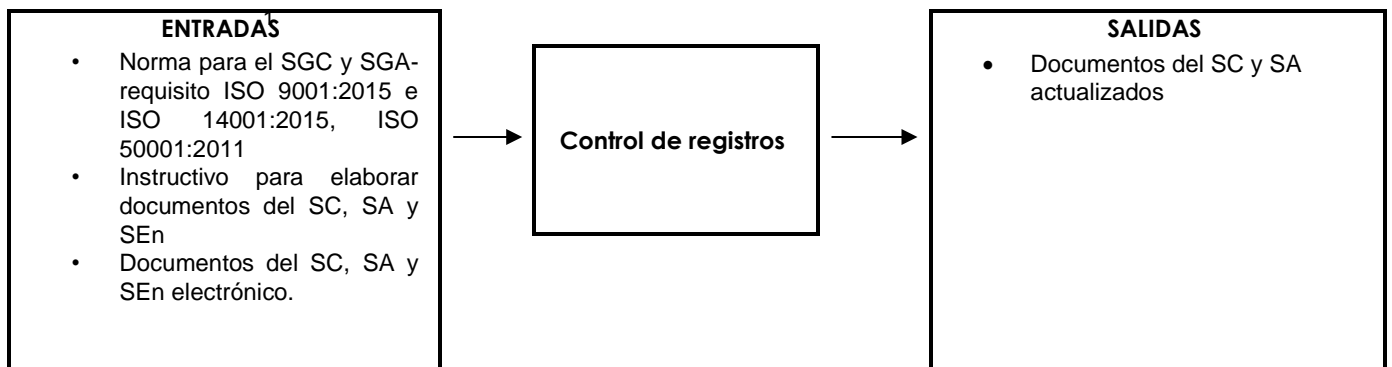 1
ENTRADAS
• Norma para el SGC y SGA-
requisito ISO 9001:2015 e
ISO 14001:2015, ISO
50001:2011
• Instructivo para elaborar
documentos del SC, SA y
SEn
• Documentos del SC, SA y
SEn electrónico.
Control de registros
SALIDAS
• Documentos del SC y SA
actualizados